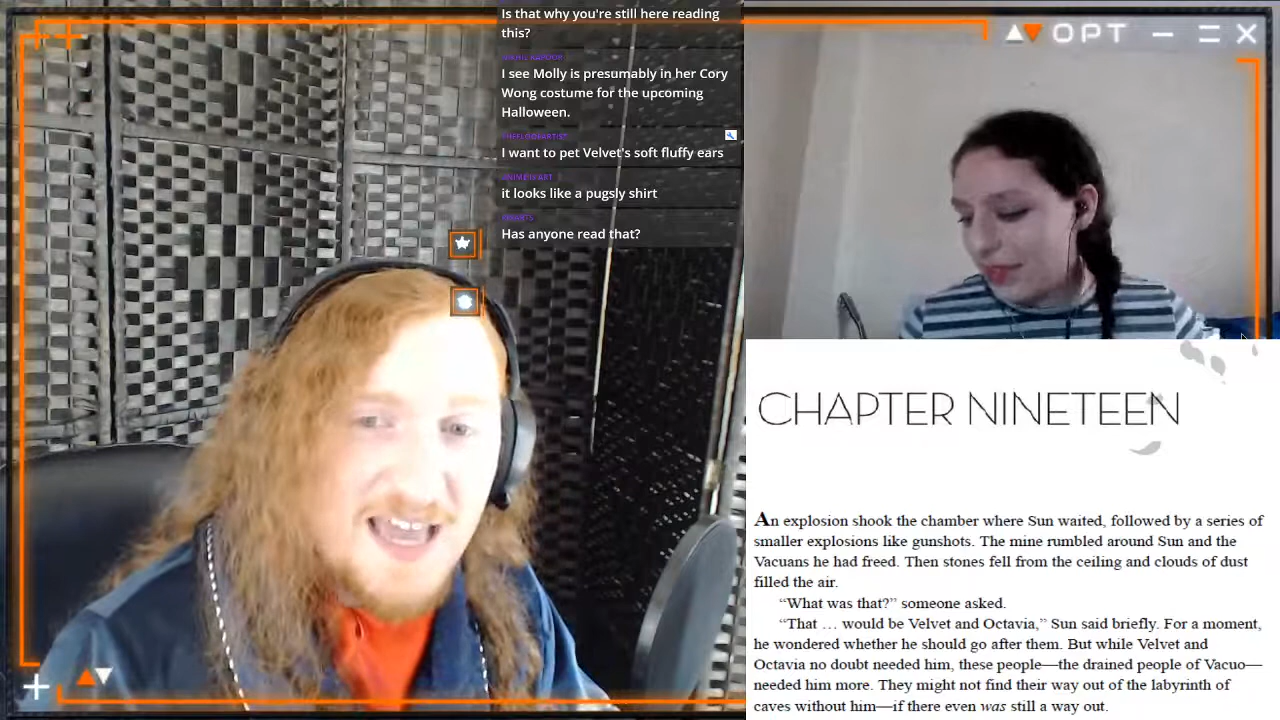 Is that why you're still here reading
this?
I see Molly is presumably in her Cory
Wong costume for the upcoming
Halloween.
I want to pet Velvet's soft fluffy ears
it looks like a pugsly shirt
Has anyone read that?
OPT
CHAPTER NINETEEN
An explosion shook the chamber where Sun waited, followed by a series of
smaller explosions like gunshots. The mine rumbled around Sun and the
Vacuans he had freed. Then stones fell from the ceiling and clouds of dust
filled the air.
“What was that?” someone asked.
“That … would be Velvet and Octavia,” Sun said briefly. For a moment,
he wondered whether he should go after them. But while Velvet and
Octavia no doubt needed him, these people—the drained people of Vacuo—
needed him more. They might not find their way out of the labyrinth of
caves without him—if there even was still a way out.